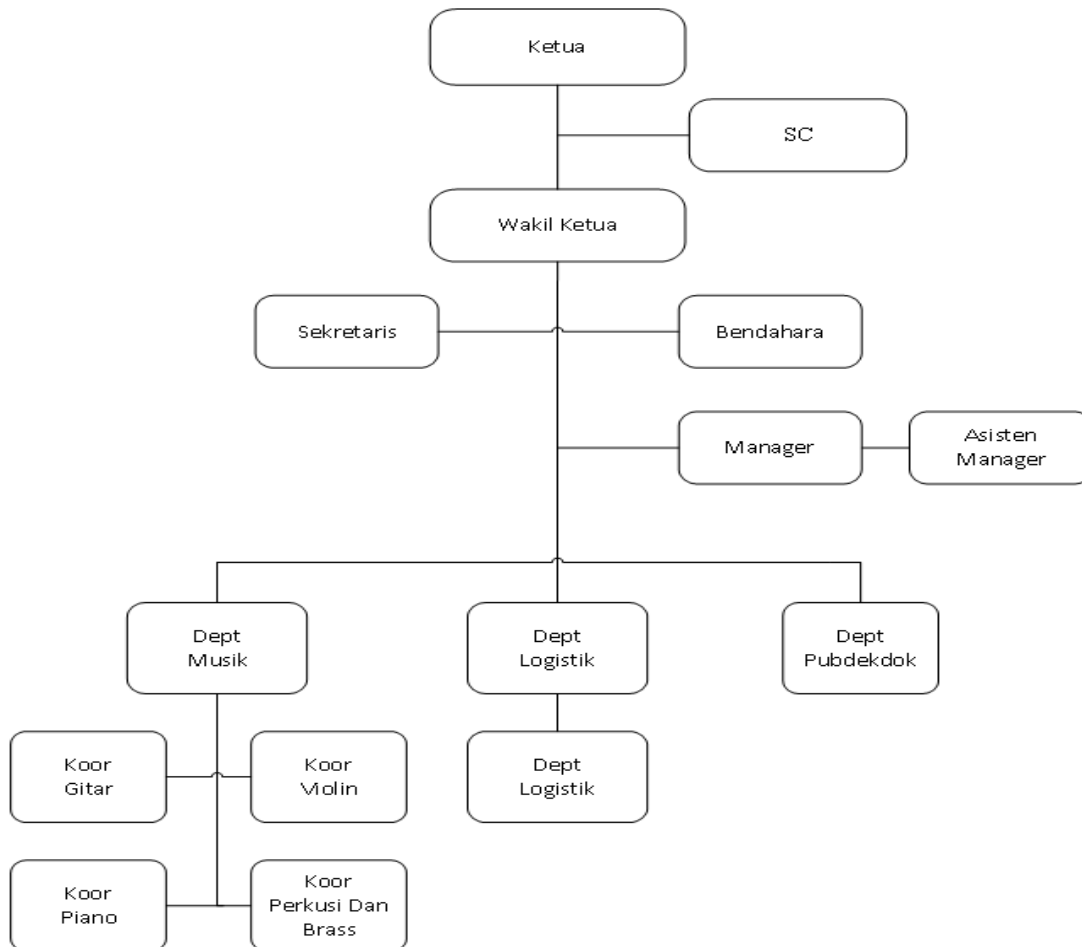 Ketua
SC
Wakil Ketua
Sekretaris
Bendahara
Manager
Asisten
Manager
Dept
Musik
Dept
Logistik
Dept
Pubdekdok
Koor
Gitar
Koor
Violin
Dept
Logistik
Koor
Piano
Koor
Perkusi Dan
Brass